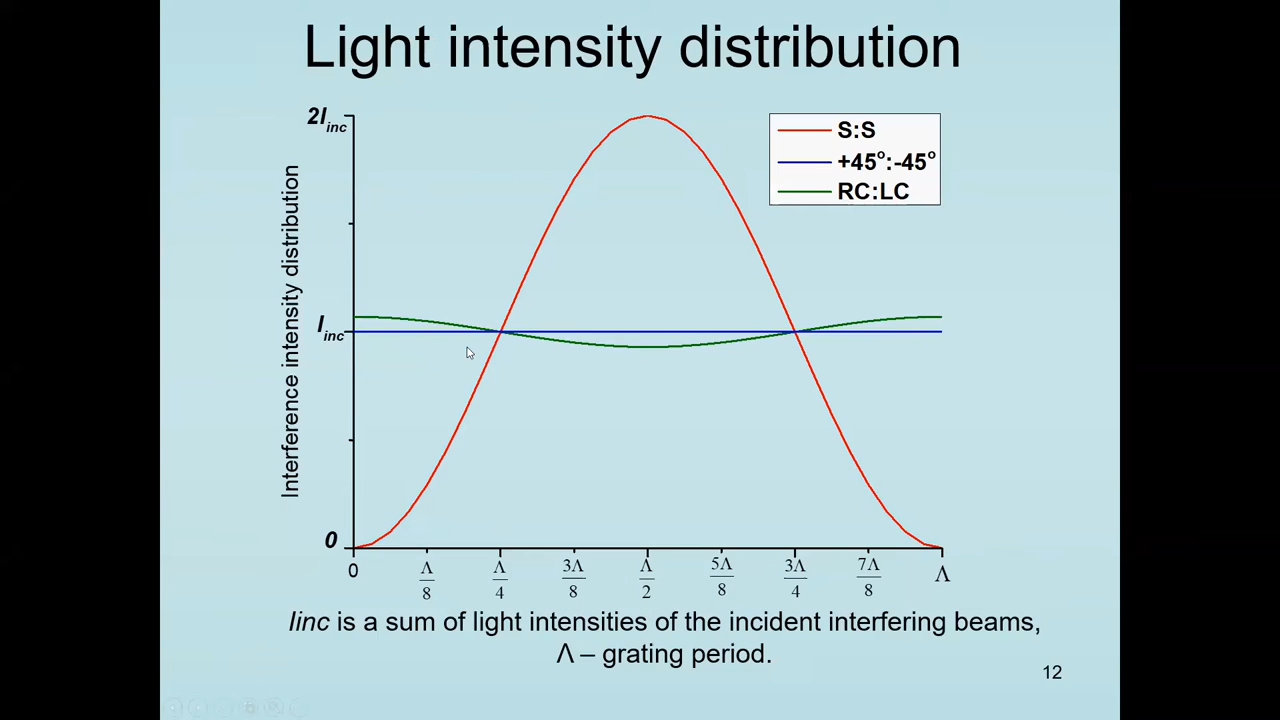 Light intensity distribution
2I_inc
I_inc
0
Interference intensity distribution
S:S
+45°:-45°
RC:LC
0
Λ/8
Λ/4
3Λ/8
Λ/2
5Λ/8
3Λ/4
7Λ/8
Λ
Iinc is a sum of light intensities of the incident interfering beams,
Λ – grating period.
12